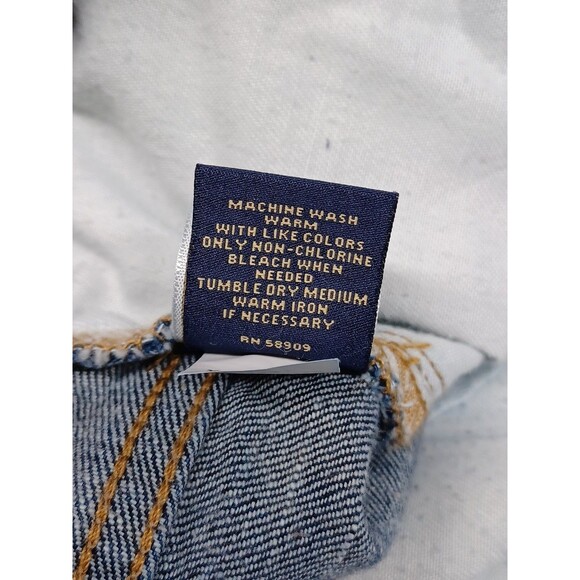 MACHINE WASH
WARM
WITH LIKE COLORS
ONLY NON-CHLORINE
BLEACH WHEN
NEEDED
TUMBLE DRY MEDIUM
WARM IRON
IF NECESSARY
RN 58909